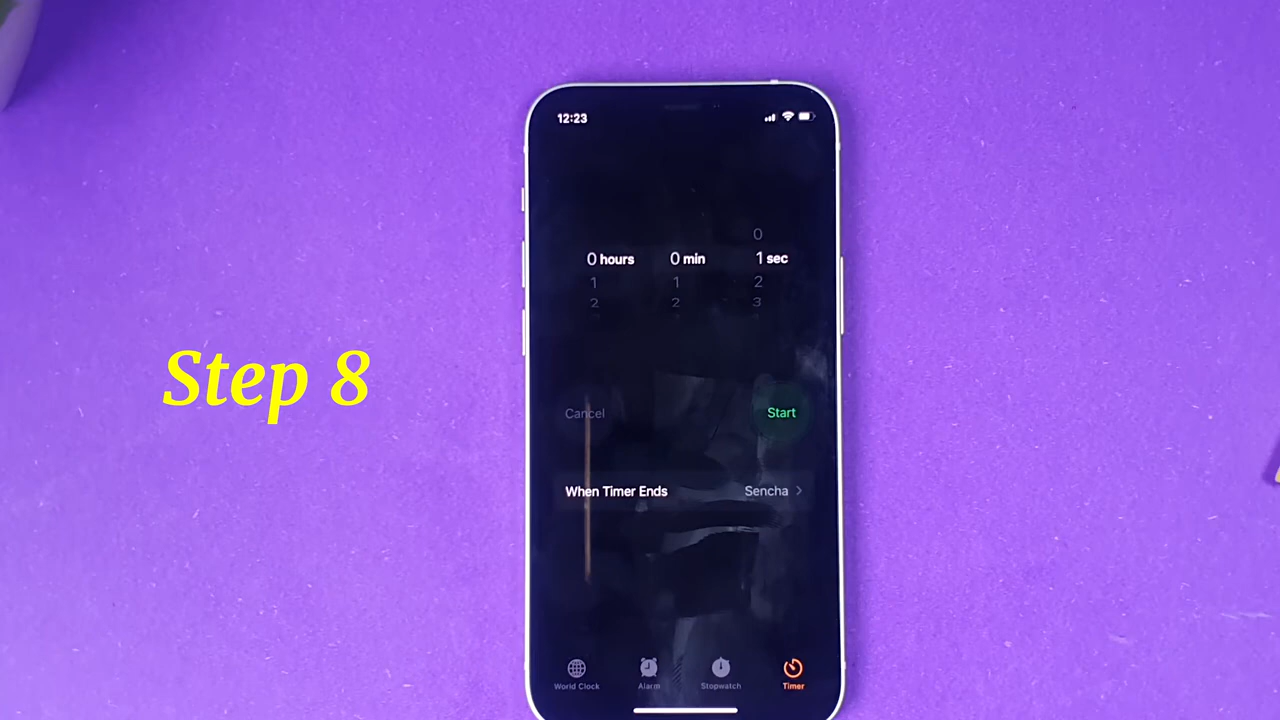 12:23
0
0 hours 0 min 1 sec
1 1 2
2 2 3
Step 8
Cancel Start
When Timer Ends Sencha
World Clock Alarm Stopwatch Timer